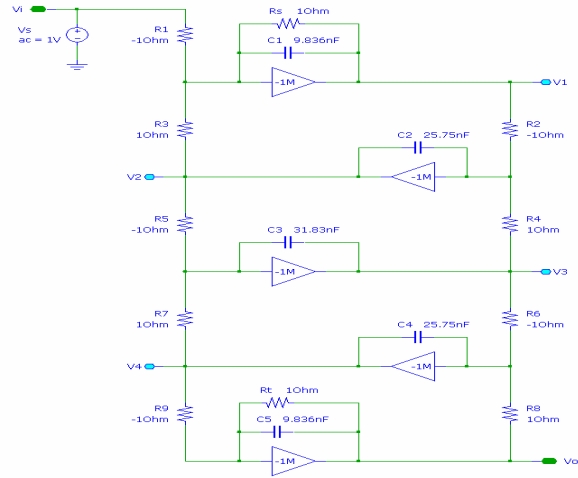 Vi
Rs 1Ohm
Vs
ac = 1V
R1
-1Ohm
C1 9.836nF
-1M
V1
R3
1Ohm
C2 25.75nF
R2
-1Ohm
V2
-1M
R5
-1Ohm
C3 31.83nF
R4
1Ohm
-1M
V3
R7
1Ohm
C4 25.75nF
R6
-1Ohm
V4
-1M
Rt 1Ohm
R9
-1Ohm
C5 9.836nF
R8
1Ohm
-1M
Vo